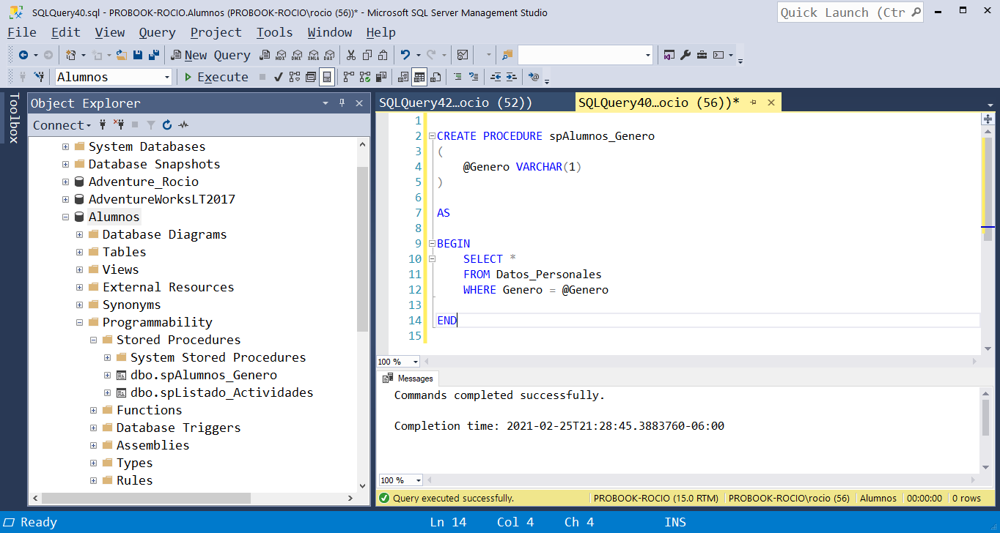 SQLQuery40.sql - PROBOOK-ROCIO.Alumnos (PROBOOK-ROCIO\rocio (56))* - Microsoft SQL Server Management Studio
Quick Launch (Ctr
File Edit View Query Project Tools Window Help
New Query MDX DMX XMLA DAX
Alumnos Execute
Toolbox
Object Explorer
Connect
System Databases
Database Snapshots
Adventure_Rocio
AdventureWorksLT2017
Alumnos
Database Diagrams
Tables
Views
External Resources
Synonyms
Programmability
Stored Procedures
System Stored Procedures
dbo.spAlumnos_Genero
dbo.spListado_Actividades
Functions
Database Triggers
Assemblies
Types
Rules
SQLQuery42...ocio (52))
SQLQuery40...ocio (56))*
1
2 CREATE PROCEDURE spAlumnos_Genero
3 (
4 @Genero VARCHAR(1)
5 )
6
7 AS
8
9 BEGIN
10 SELECT *
11 FROM Datos_Personales
12 WHERE Genero = @Genero
13
14 END
15
100 %
Messages
Commands completed successfully.
Completion time: 2021-02-25T21:28:45.3883760-06:00
100 %
Query executed successfully. PROBOOK-ROCIO (15.0 RTM) PROBOOK-ROCIO\rocio (56) Alumnos 00:00:00 0 rows
Ready Ln 14 Col 4 Ch 4 INS